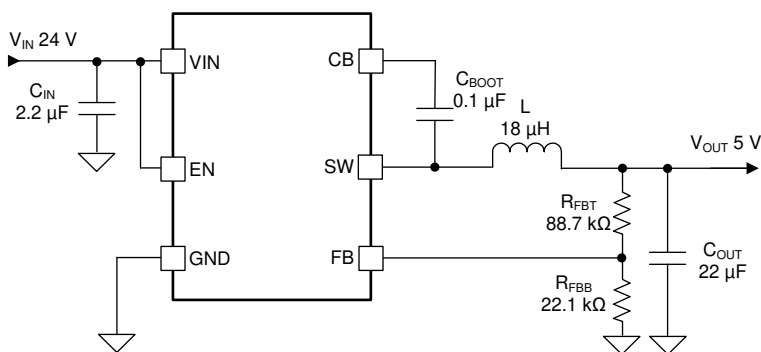 V_IN 24 V
C_IN
2.2 µF
VIN
EN
GND
CB
SW
FB
C_BOOT
0.1 µF
L
18 µH
V_OUT 5 V
R_FBT
88.7 kΩ
R_FBB
22.1 kΩ
C_OUT
22 µF